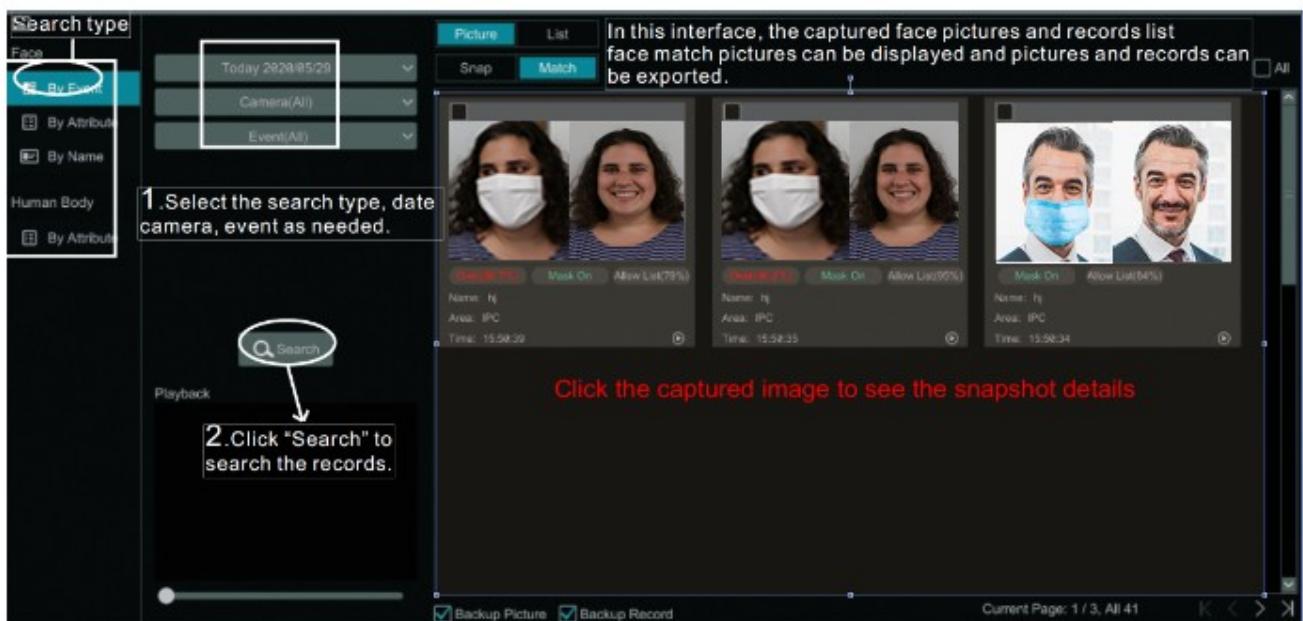 Search type
Face
By Event
By Attribute
By Name
Human Body
By Attribute
Today 2020/05/29
Camera(All)
Event(All)
1.Select the search type, date
camera, event as needed.
Search
Playback
2.Click “Search” to
search the records.
Picture List
Snap Match
In this interface, the captured face pictures and records list
face match pictures can be displayed and pictures and records can
be exported.
All
Mask On Allow List(79%)
Name: hj
Area: IPC
Time: 15:50:39
Mask On Allow List(95%)
Name: hj
Area: IPC
Time: 15:50:35
Mask On Allow List(84%)
Name: hj
Area: IPC
Time: 15:50:34
Click the captured image to see the snapshot details
Backup Picture Backup Record
Current Page: 1 / 3, All 41